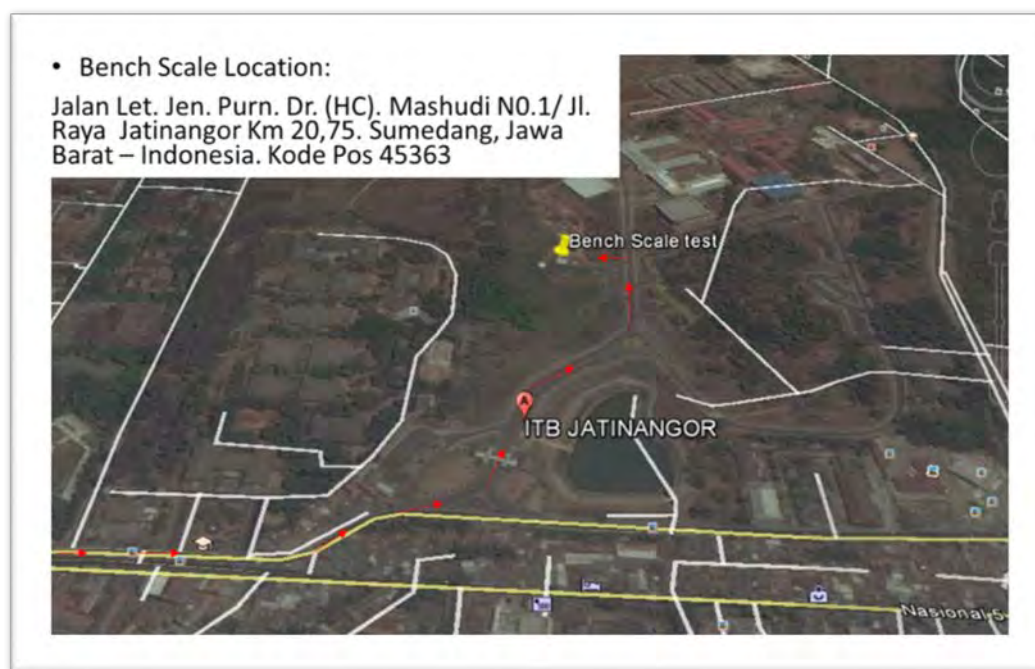 • Bench Scale Location:
Jalan Let. Jen. Purn. Dr. (HC). Mashudi N0.1/ Jl.
Raya  Jatinangor Km 20,75. Sumedang, Jawa
Barat – Indonesia. Kode Pos 45363
Bench Scale test
A
ITB JATINANGOR
Nasional 5